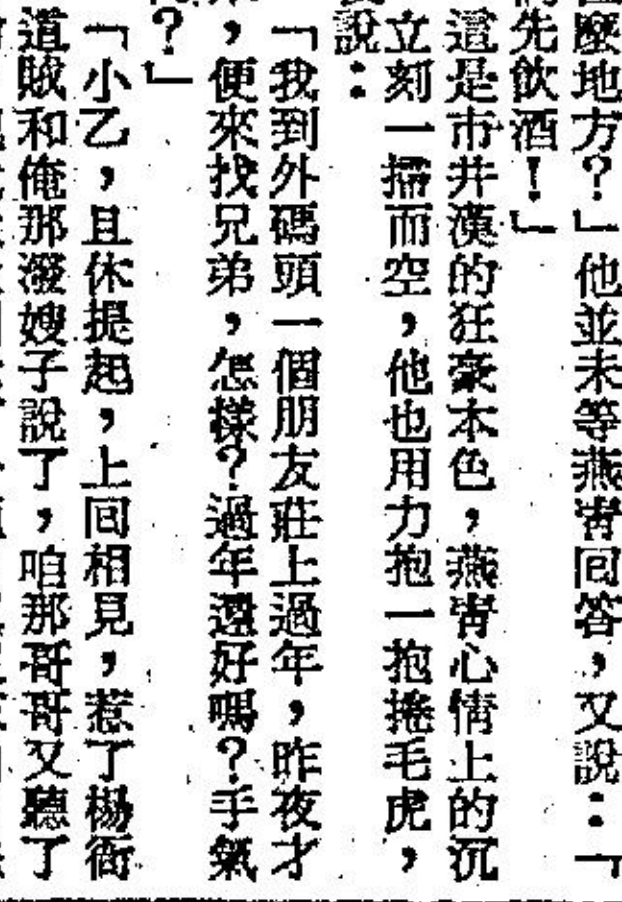 麼地方？」他並未等燕青回答，又說：「
先飲酒！」
這是市井漢的狂豪本色，燕青心情上的沉
立刻一掃而空，他也用力抱一抱捲毛虎，
說：
「我到外碼頭一個朋友莊上過年，昨夜才
，便來找兄弟，怎樣？過年還好嗎？手氣
？」
「小乙，且休提起，上回相見，惹了楊衙
道賊和俺那潑嫂子說了，咱那哥哥又聽了